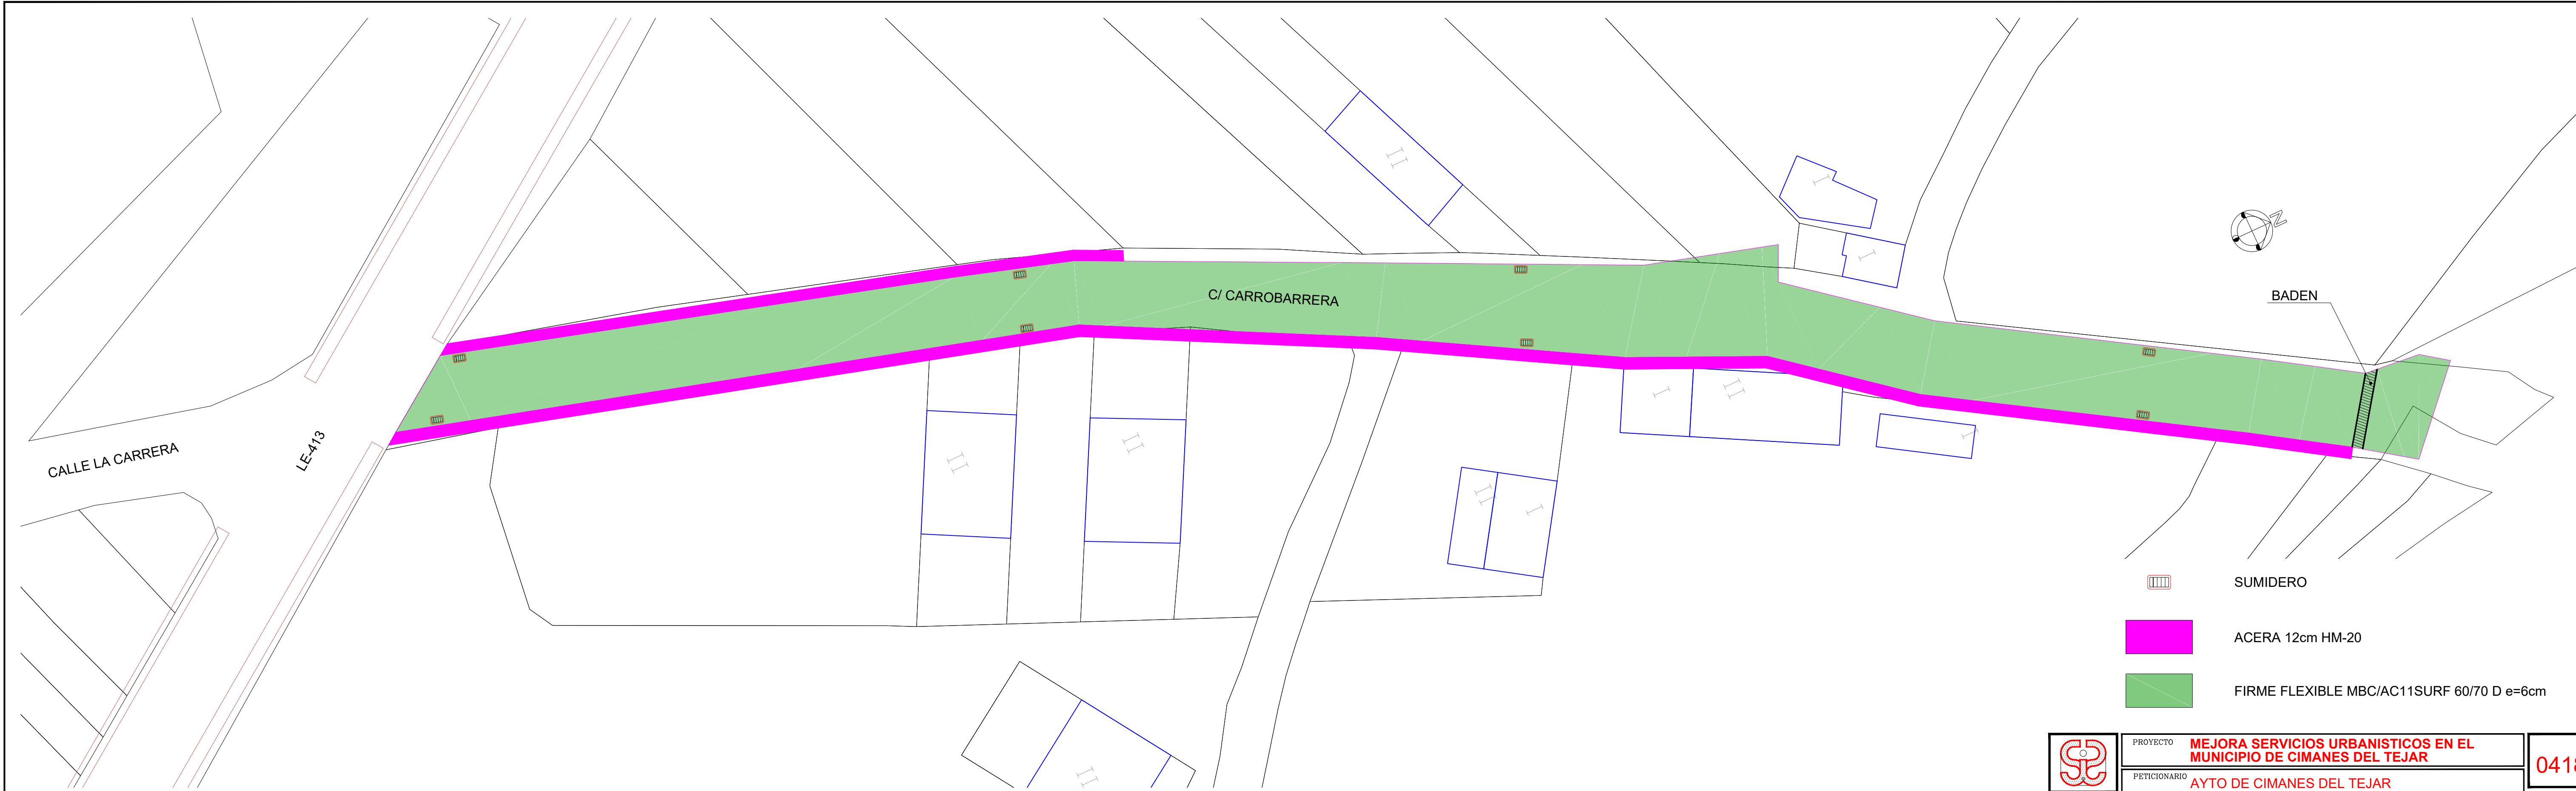 C/ CARROBARRERA
CALLE LA CARRERA
LE-413
N
BADEN
SUMIDERO
ACERA 12cm HM-20
FIRME FLEXIBLE MBC/AC11SURF 60/70 D e=6cm
PROYECTO MEJORA SERVICIOS URBANISTICOS EN EL
MUNICIPIO DE CIMANES DEL TEJAR
PETICIONARIO AYTO DE CIMANES DEL TEJAR